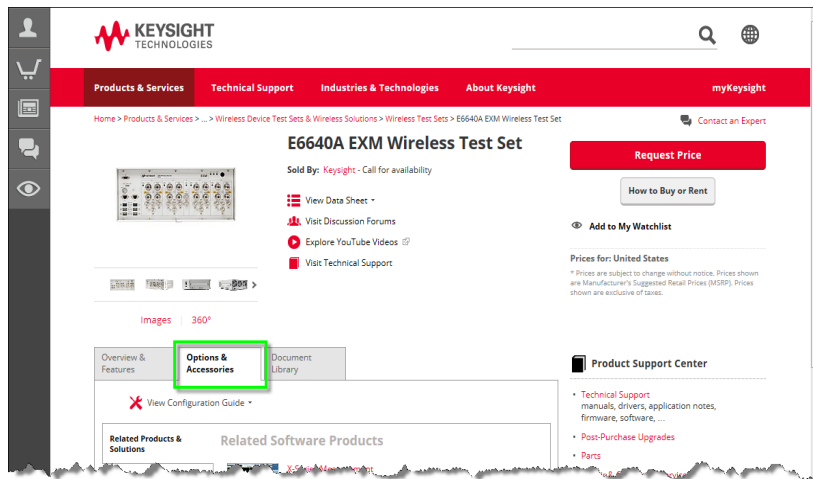 KEYSIGHT
TECHNOLOGIES
Products & Services
Technical Support
Industries & Technologies
About Keysight
myKeysight
Home > Products & Services > ... > Wireless Device Test Sets & Wireless Solutions > Wireless Test Sets > E6640A EXM Wireless Test Set
Contact an Expert
E6640A EXM Wireless Test Set
Sold By: Keysight - Call for availability
View Data Sheet
Visit Discussion Forums
Explore YouTube Videos
Visit Technical Support
Images
360°
Request Price
How to Buy or Rent
Add to My Watchlist
Prices for: United States
* Prices are subject to change without notice. Prices shown
are Manufacturer's Suggested Retail Prices (MSRP). Prices
shown are exclusive of taxes.
Overview &
Features
Options &
Accessories
Document
Library
View Configuration Guide
Related Products &
Solutions
Related Software Products
Product Support Center
Technical Support
manuals, drivers, application notes,
firmware, software, ...
Post-Purchase Upgrades
Parts